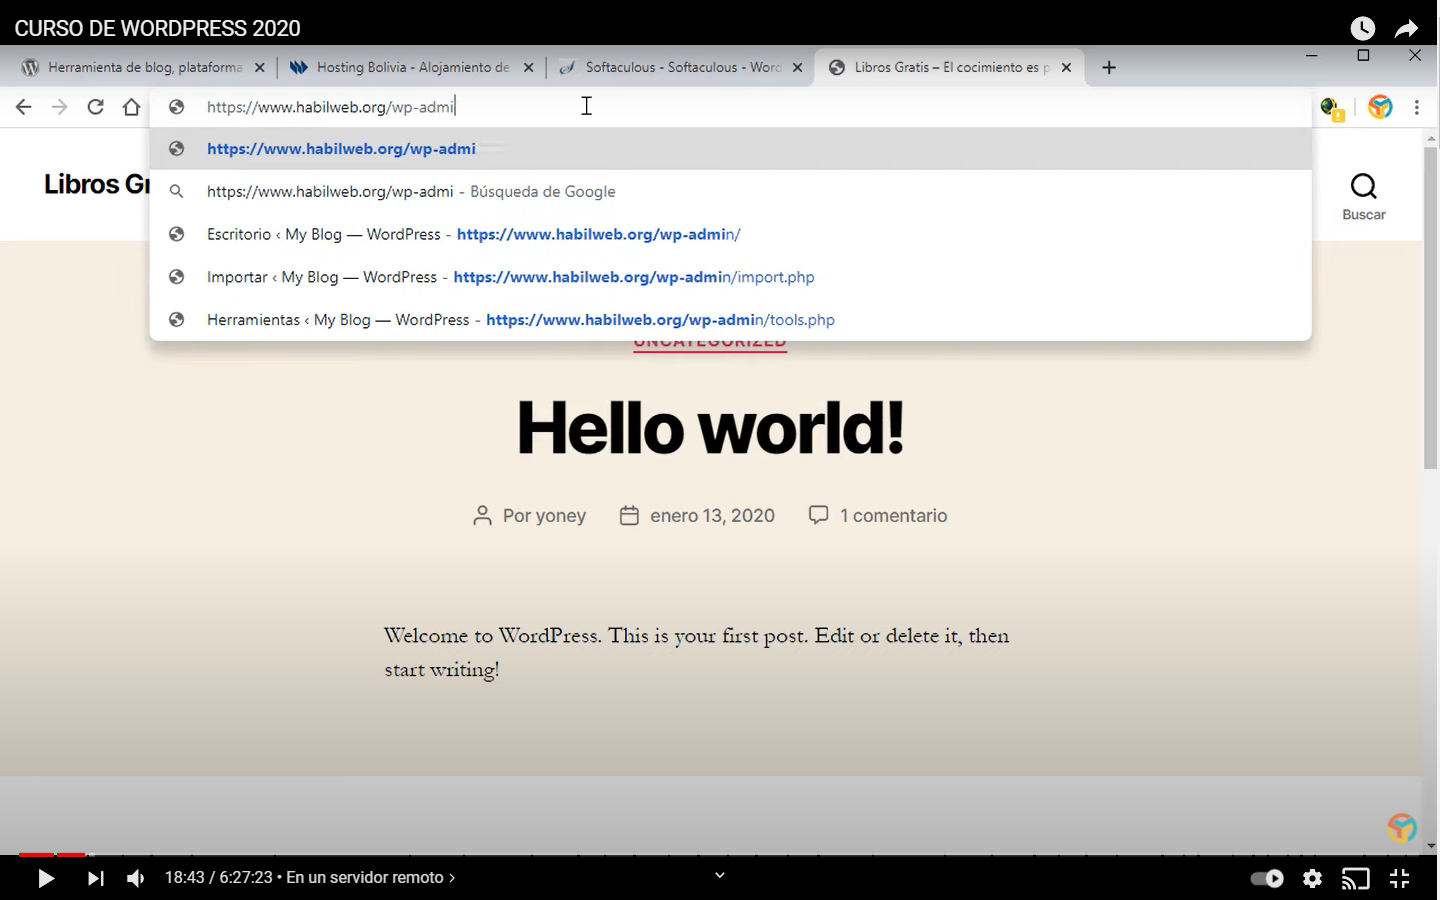 CURSO DE WORDPRESS 2020
Herramienta de blog, plataforma
Hosting Bolivia - Alojamiento de
Softaculous - Softaculous - Word
Libros Gratis – El cocimiento es p
https://www.habilweb.org/wp-admi
https://www.habilweb.org/wp-admi
https://www.habilweb.org/wp-admi - Búsqueda de Google
Escritorio ‹ My Blog — WordPress - https://www.habilweb.org/wp-admin/
Importar ‹ My Blog — WordPress - https://www.habilweb.org/wp-admin/import.php
Herramientas ‹ My Blog — WordPress - https://www.habilweb.org/wp-admin/tools.php
Libros Gr
Buscar
UNCATEGORIZED
Hello world!
Por yoney
enero 13, 2020
1 comentario
Welcome to WordPress. This is your first post. Edit or delete it, then
start writing!
18:43 / 6:27:23 • En un servidor remoto ›